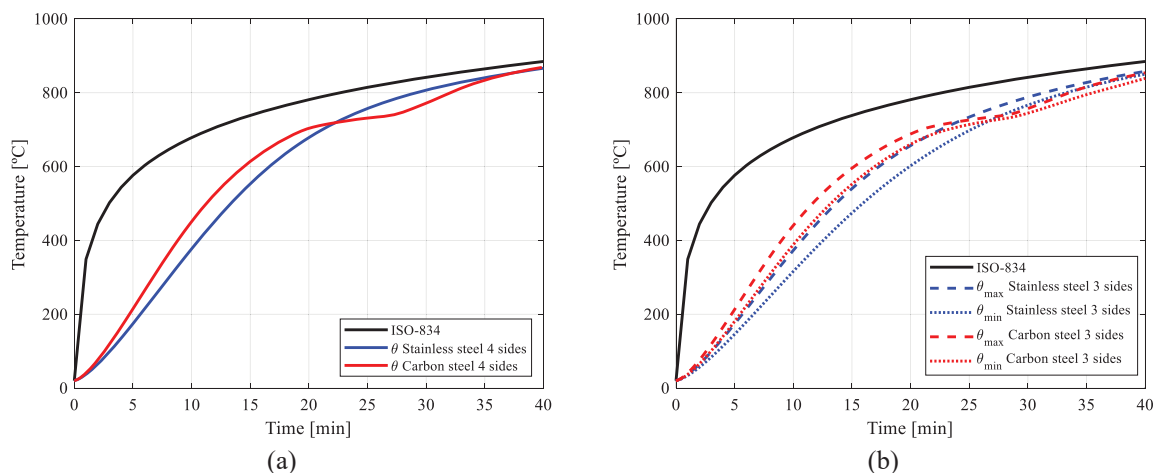 1000
800
600
400
200
0
Temperature [ºC]
0 5 10 15 20 25 30 35 40
Time [min]
ISO-834
θ Stainless steel 4 sides
θ Carbon steel 4 sides
(a)
1000
800
600
400
200
0
Temperature [ºC]
0 5 10 15 20 25 30 35 40
Time [min]
ISO-834
θmax Stainless steel 3 sides
θmin Stainless steel 3 sides
θmax Carbon steel 3 sides
θmin Carbon steel 3 sides
(b)